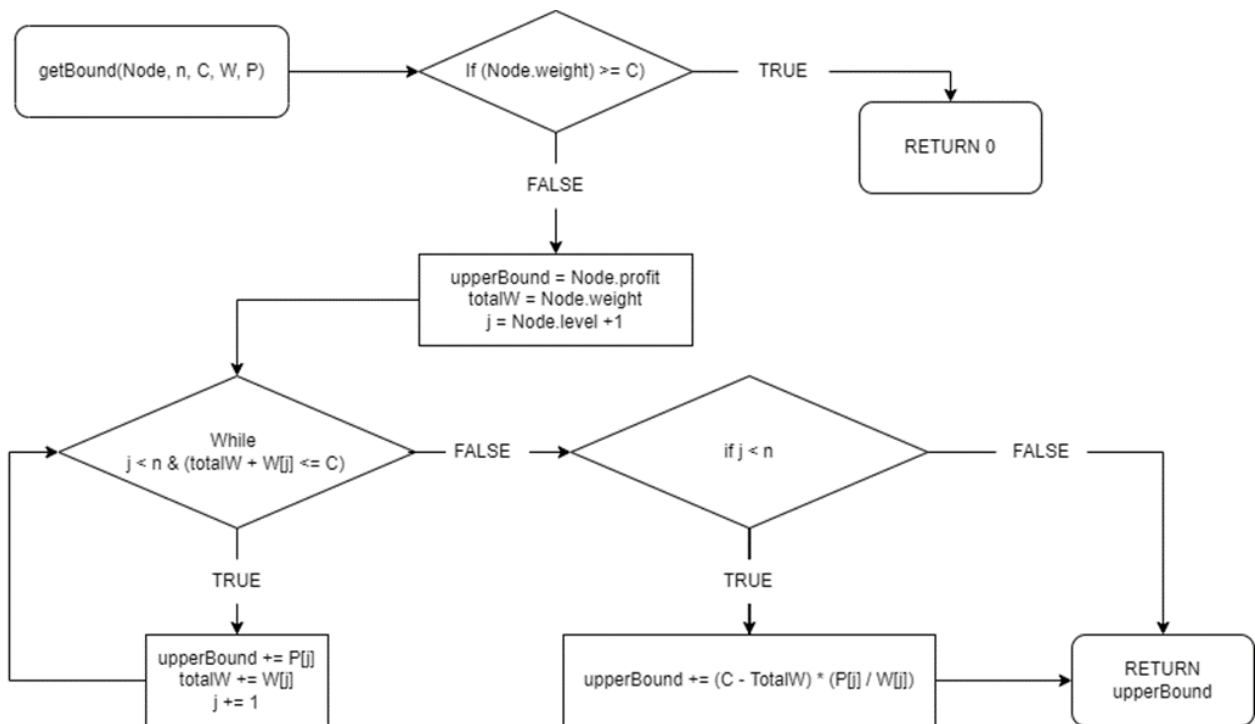 getBound(Node, n, C, W, P)
If (Node.weight) >= C)
TRUE
RETURN 0
FALSE
upperBound = Node.profit
totalW = Node.weight
j = Node.level +1
While
j < n & (totalW + W[j] <= C)
FALSE
if j < n
FALSE
TRUE
TRUE
upperBound += P[j]
totalW += W[j]
j += 1
upperBound += (C - TotalW) * (P[j] / W[j])
RETURN
upperBound